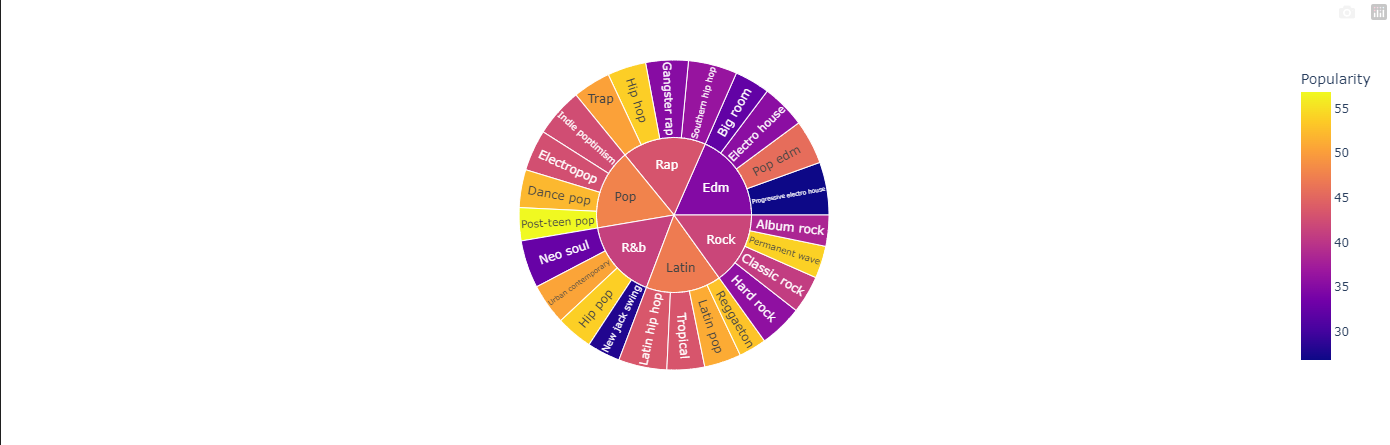 Popularity
55
50
45
40
35
30
Rap
Edm
Rock
Latin
R&b
Pop
Trap
Hip hop
Gangster rap
Southern hip hop
Big room
Electro house
Pop edm
Progressive electro house
Album rock
Permanent wave
Classic rock
Hard rock
Reggaeton
Latin pop
Tropical
Latin hip hop
New jack swing
Hip pop
Urban contemporary
Neo soul
Post-teen pop
Dance pop
Electropop
Indie poptimism